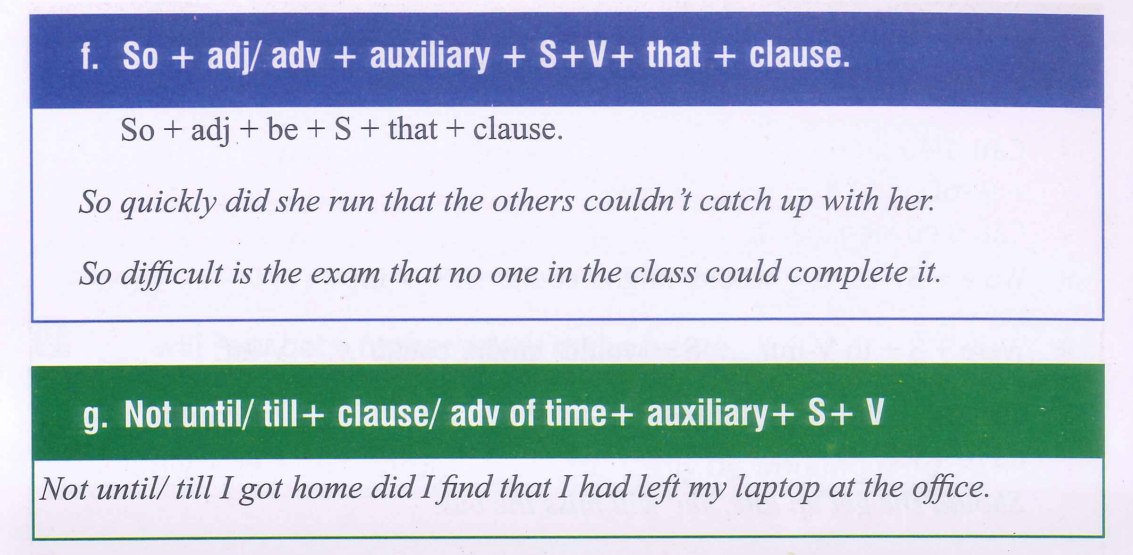 f. So + adj/ adv + auxiliary + S+V+ that + clause.
So + adj + be + S + that + clause.
So quickly did she run that the others couldn't catch up with her.
So difficult is the exam that no one in the class could complete it.
g. Not until/ till+ clause/ adv of time+ auxiliary+ S+ V
Not until/ till I got home did I find that I had left my laptop at the office.